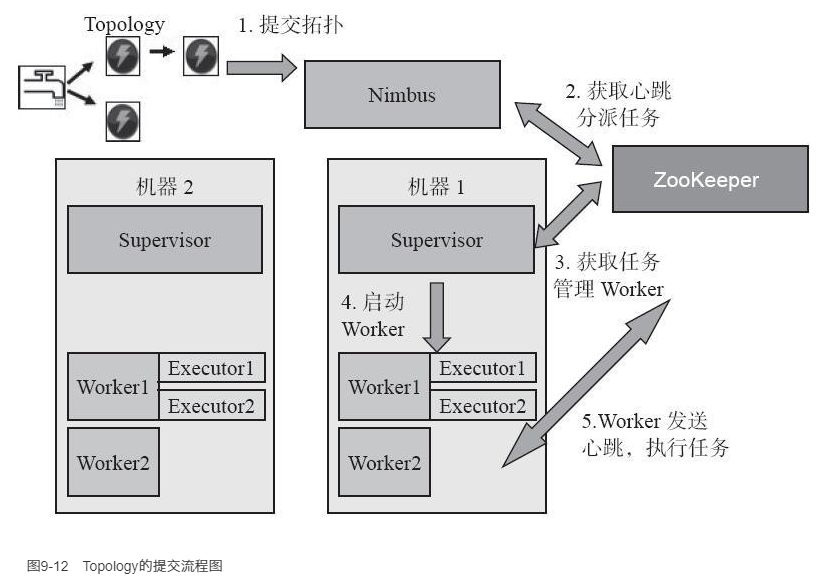 Topology
1. 提交拓扑
Nimbus
2. 获取心跳
分派任务
ZooKeeper
机器 2
Supervisor
Worker1
Executor1
Executor2
Worker2
机器 1
Supervisor
3. 获取任务
管理 Worker
4. 启动
Worker
Worker1
Executor1
Executor2
Worker2
5.Worker 发送
心跳，执行任务
图9-12 Topology的提交流程图